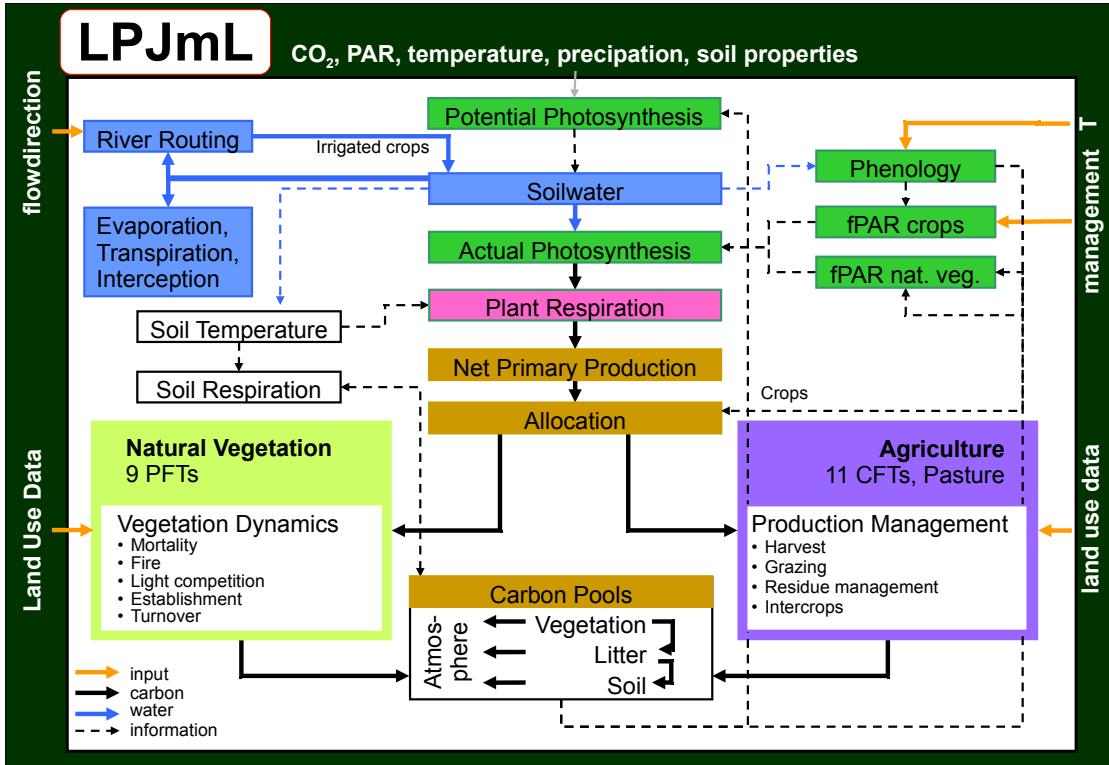 LPJmL
CO₂, PAR, temperature, precipation, soil properties
flowdirection
Land Use Data
T
management
land use data
River Routing
Irrigated crops
Evaporation,
Transpiration,
Interception
Potential Photosynthesis
Soilwater
Actual Photosynthesis
Plant Respiration
Net Primary Production
Allocation
Phenology
fPAR crops
fPAR nat. veg.
Soil Temperature
Soil Respiration
Crops
Natural Vegetation
9 PFTs
Vegetation Dynamics
• Mortality
• Fire
• Light competition
• Establishment
• Turnover
Agriculture
11 CFTs, Pasture
Production Management
• Harvest
• Grazing
• Residue management
• Intercrops
Carbon Pools
Atmos-
phere
Vegetation
Litter
Soil
input
carbon
water
information